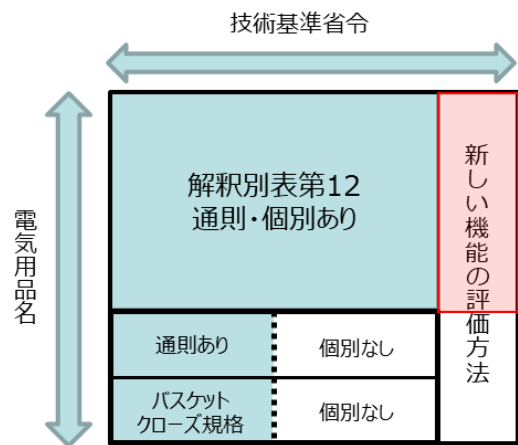 技術基準省令
電気用品名
解釈別表第12
通則・個別あり
新しい機能の評価方法
通則あり
個別なし
バスケット
クローズ規格
個別なし